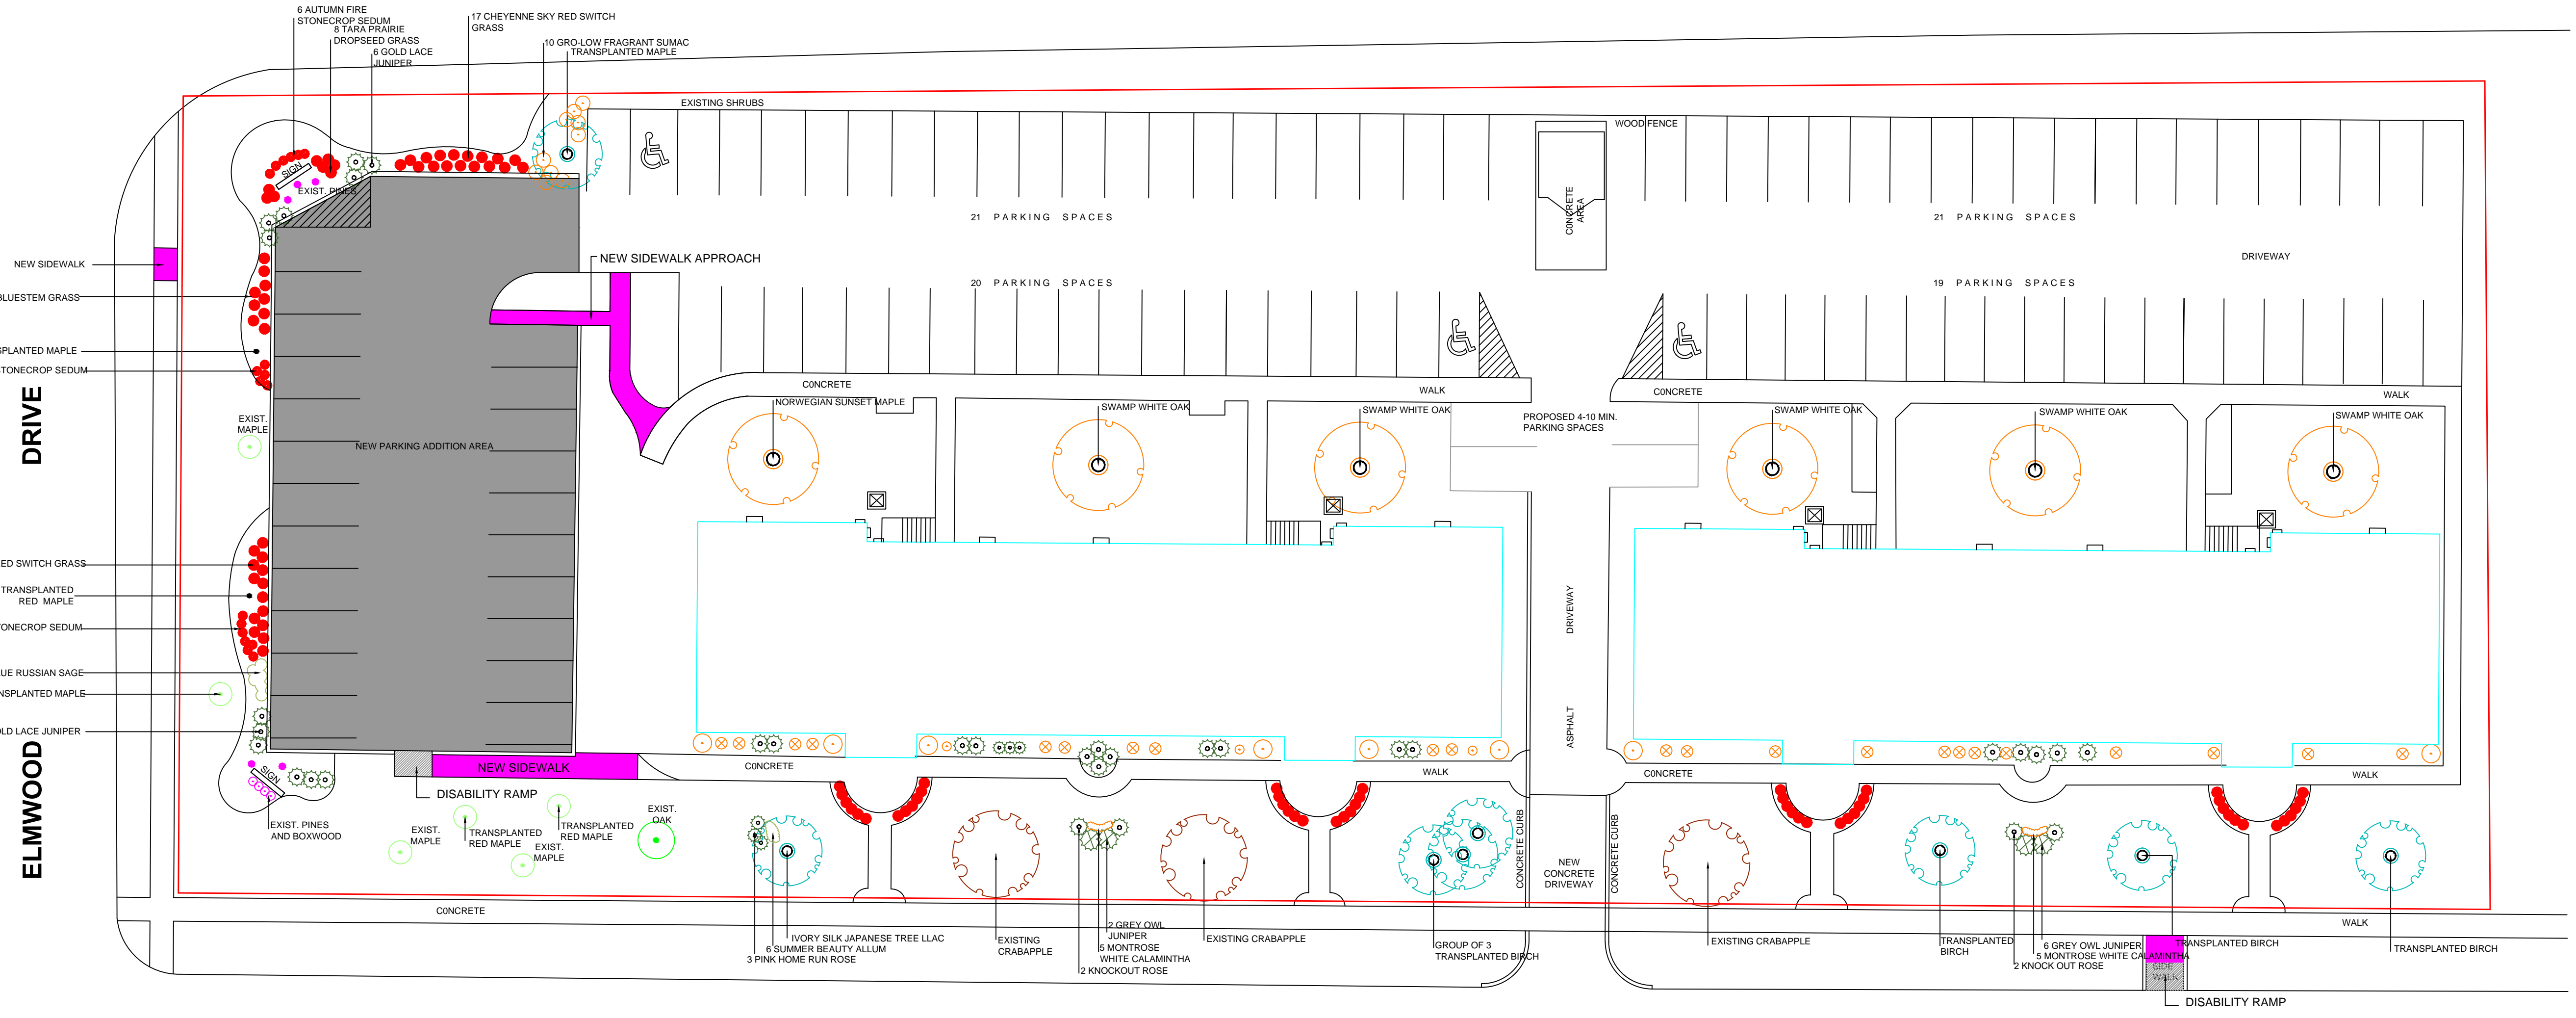 6 AUTUMN FIRE
STONECROP SEDUM
8 TARA PRAIRIE
DROPSEED GRASS
6 GOLD LACE
JUNIPER
17 CHEYENNE SKY RED SWITCH
GRASS
10 GRO-LOW FRAGRANT SUMAC
TRANSPLANTED MAPLE
EXISTING SHRUBS
WOOD FENCE
SIGN
EXIST. PINES
C0NCRETE
AREA
21 PARKING SPACES
21 PARKING SPACES
DRIVEWAY
NEW SIDEWALK
NEW SIDEWALK APPROACH
20 PARKING SPACES
19 PARKING SPACES
BLUESTEM GRASS
SPLANTED MAPLE
STONECROP SEDUM
DRIVE
C0NCRETE
WALK
C0NCRETE
WALK
NORWEGIAN SUNSET MAPLE
SWAMP WHITE OAK
SWAMP WHITE OAK
PROPOSED 4-10 MIN.
PARKING SPACES
SWAMP WHITE OAK
SWAMP WHITE OAK
SWAMP WHITE OAK
EXIST.
MAPLE
NEW PARKING ADDITION AREA
ED SWITCH GRASS
TRANSPLANTED
RED MAPLE
TONECROP SEDUM
UE RUSSIAN SAGE
NSPLANTED MAPLE
OLD LACE JUNIPER
ELMWOOD
ASPHALT DRIVEWAY
SIGN
NEW SIDEWALK
C0NCRETE
WALK
C0NCRETE
WALK
DISABILITY RAMP
EXIST. PINES
AND BOXWOOD
EXIST.
MAPLE
TRANSPLANTED
RED MAPLE
TRANSPLANTED
RED MAPLE
EXIST.
MAPLE
EXIST.
OAK
CONCRETE CURB
NEW
CONCRETE
DRIVEWAY
CONCRETE CURB
C0NCRETE
WALK
IVORY SILK JAPANESE TREE LLAC
6 SUMMER BEAUTY ALLUM
3 PINK HOME RUN ROSE
EXISTING
CRABAPPLE
2 GREY OWL
JUNIPER
5 MONTROSE
WHITE CALAMINTHA
2 KNOCKOUT ROSE
EXISTING CRABAPPLE
GROUP OF 3
TRANSPLANTED BIRCH
EXISTING CRABAPPLE
TRANSPLANTED
BIRCH
6 GREY OWL JUNIPER
5 MONTROSE WHITE CALAMINTHA
2 KNOCK OUT ROSE
TRANSPLANTED BIRCH
TRANSPLANTED BIRCH
SIDE
WALK
DISABILITY RAMP